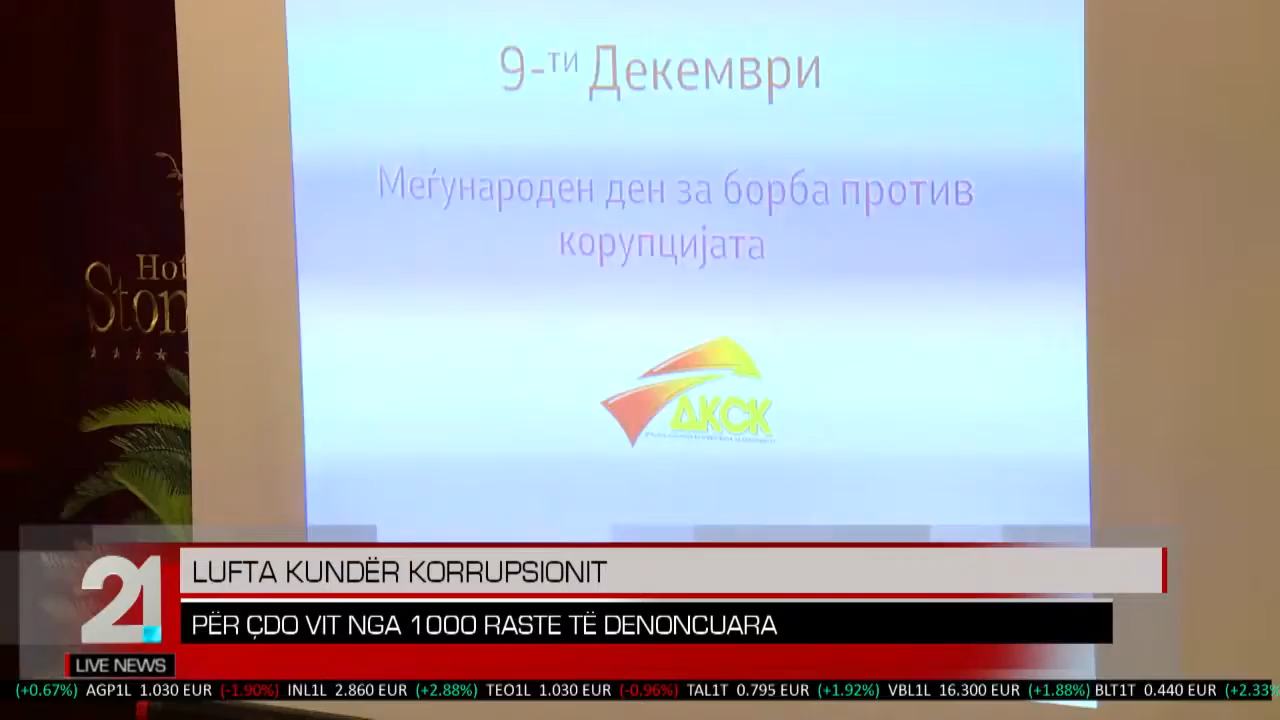 9-ти Декември
Меѓународен ден за борба против
корупцијата
Hot
Ston
ДКСК
21
LUFTA KUNDËR KORRUPSIONIT
PËR ÇDO VIT NGA 1000 RASTE TË DENONCUARA
LIVE NEWS
(+0.67%) AGP1L 1.030 EUR (-1.90%) INL1L 2.860 EUR (+2.88%) TEO1L 1.030 EUR (-0.96%) TAL1T 0.795 EUR (+1.92%) VBL1L 16.300 EUR (+1.88%) BLT1T 0.440 EUR (+2.33%